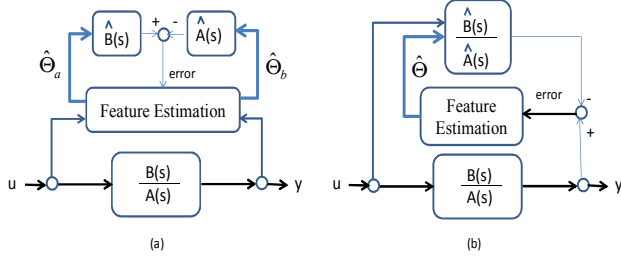 B̂(s)
+
-
Â(s)
Θ̂a
Θ̂b
error
Feature Estimation
u
B(s)
A(s)
y
(a)
B̂(s)
Â(s)
Θ̂
Feature
Estimation
error
-
+
u
B(s)
A(s)
y
(b)